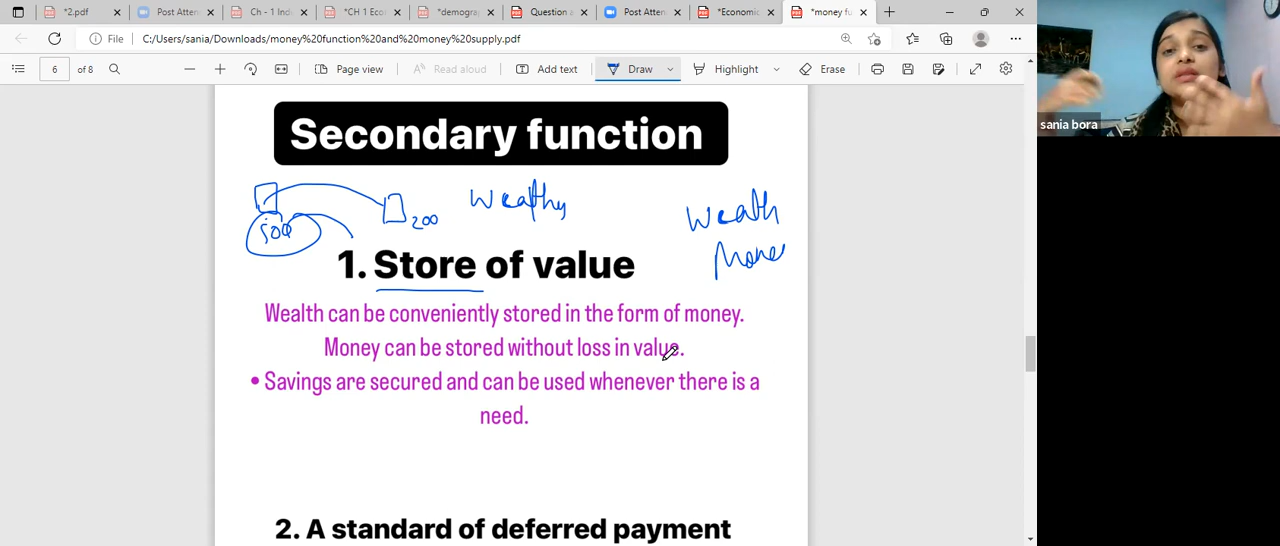 *2.pdf
Post Atten
Ch - 1 Ind
*CH 1 Eco
*demogra
Question a
Post Atten
*Economic
*money fu
File
C:/Users/sania/Downloads/money%20function%20and%20money%20supply.pdf
6 of 8
Page view
Read aloud
Add text
Draw
Highlight
Erase
sania bora
Secondary function
200
Wealthy
Wealth
500
Money
1. Store of value
Wealth can be conveniently stored in the form of money.
Money can be stored without loss in value.
• Savings are secured and can be used whenever there is a
need.
2. A standard of deferred payment